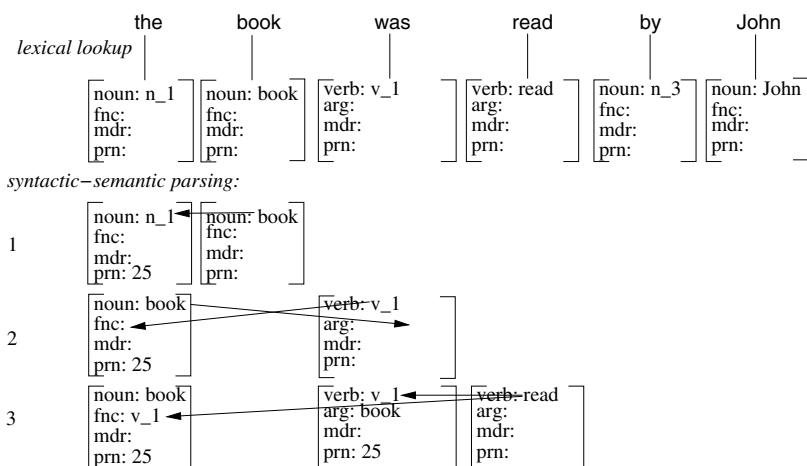 the book was read by John
lexical lookup
noun: n_1 noun: book verb: v_1 verb: read noun: n_3 noun: John
fnc: fnc: arg: arg: fnc: fnc:
mdr: mdr: mdr: mdr: mdr: mdr:
prn: prn: prn: prn: prn: prn:
syntactic−semantic parsing:
noun: n_1 noun: book
fnc: fnc:
1 mdr: mdr:
prn: 25 prn:
noun: book verb: v_1
fnc: arg:
2 mdr: mdr:
prn: 25 prn:
noun: book verb: v_1 verb: read
3 fnc: v_1 arg: book arg:
mdr: mdr: mdr:
prn: 25 prn: 25 prn: